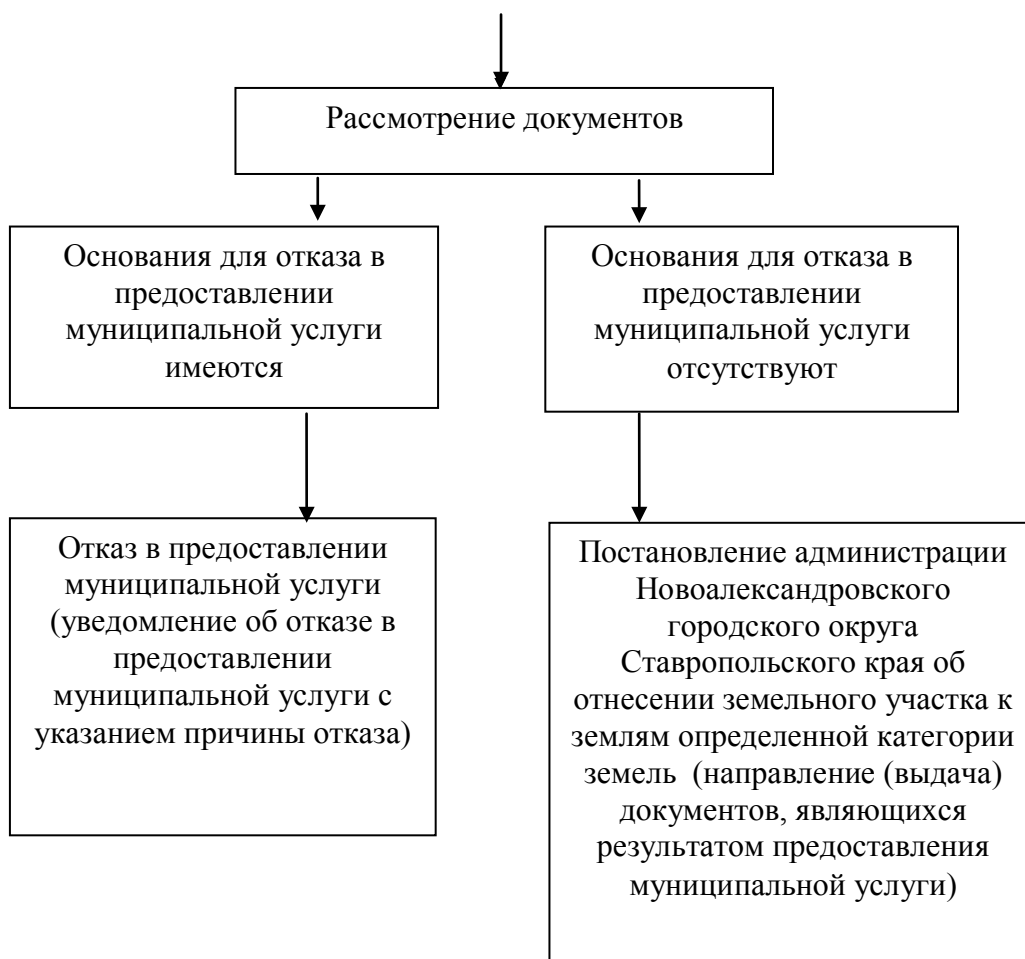 Рассмотрение документов
Основания для отказа в
предоставлении
муниципальной услуги
имеются
Основания для отказа в
предоставлении
муниципальной услуги
отсутствуют
Отказ в предоставлении
муниципальной услуги
(уведомление об отказе в
предоставлении
муниципальной услуги с
указанием причины отказа)
Постановление администрации
Новоалександровского
городского округа
Ставропольского края об
отнесении земельного участка к
землям определенной категории
земель (направление (выдача)
документов, являющихся
результатом предоставления
муниципальной услуги)